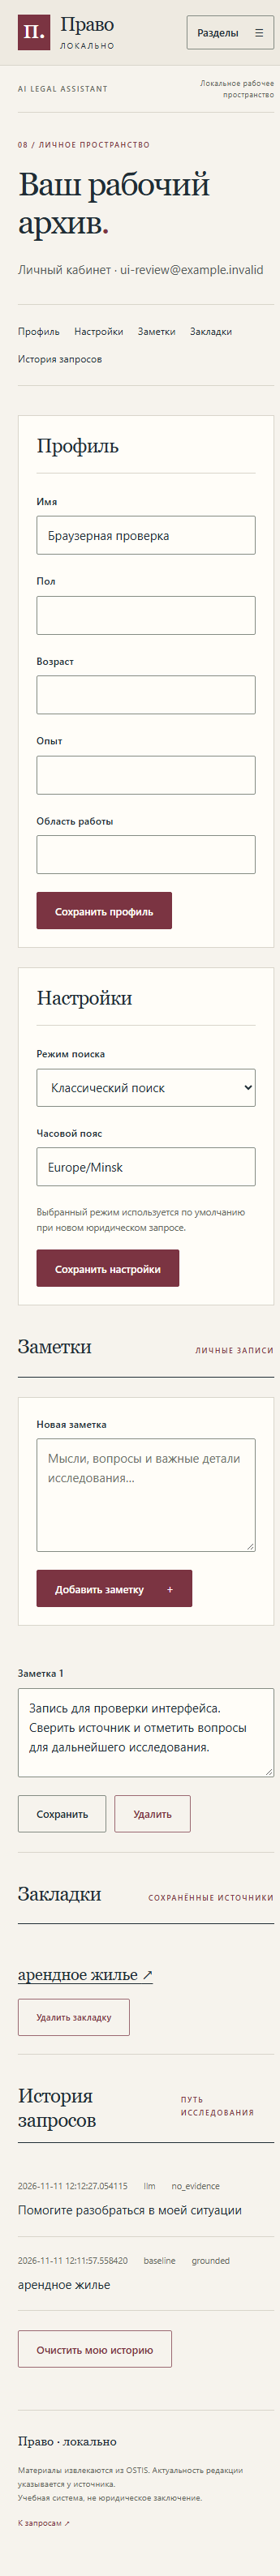 П.
Право
ЛОКАЛЬНО
Разделы ☰
AI LEGAL ASSISTANT
Локальное рабочее
пространство
08 / ЛИЧНОЕ ПРОСТРАНСТВО
Ваш рабочий
архив.
Личный кабинет · ui-review@example.invalid
Профиль Настройки Заметки Закладки
История запросов
Профиль
Имя
Браузерная проверка
Пол
Возраст
Опыт
Область работы
Сохранить профиль
Настройки
Режим поиска
Классический поиск
Часовой пояс
Europe/Minsk
Выбранный режим используется по умолчанию
при новом юридическом запросе.
Сохранить настройки
Заметки
ЛИЧНЫЕ ЗАПИСИ
Новая заметка
Мысли, вопросы и важные детали
исследования...
Добавить заметку +
Заметка 1
Запись для проверки интерфейса.
Сверить источник и отметить вопросы
для дальнейшего исследования.
Сохранить Удалить
Закладки
СОХРАНЁННЫЕ ИСТОЧНИКИ
арендное жилье ↗
Удалить закладку
История
запросов
ПУТЬ
ИССЛЕДОВАНИЯ
2026-11-11 12:12:27.054115 llm no_evidence
Помогите разобраться в моей ситуации
2026-11-11 12:11:57.558420 baseline grounded
арендное жилье
Очистить мою историю
Право · локально
Материалы извлекаются из OSTIS. Актуальность редакции
указывается у источника.
Учебная система, не юридическое заключение.
К запросам ↗